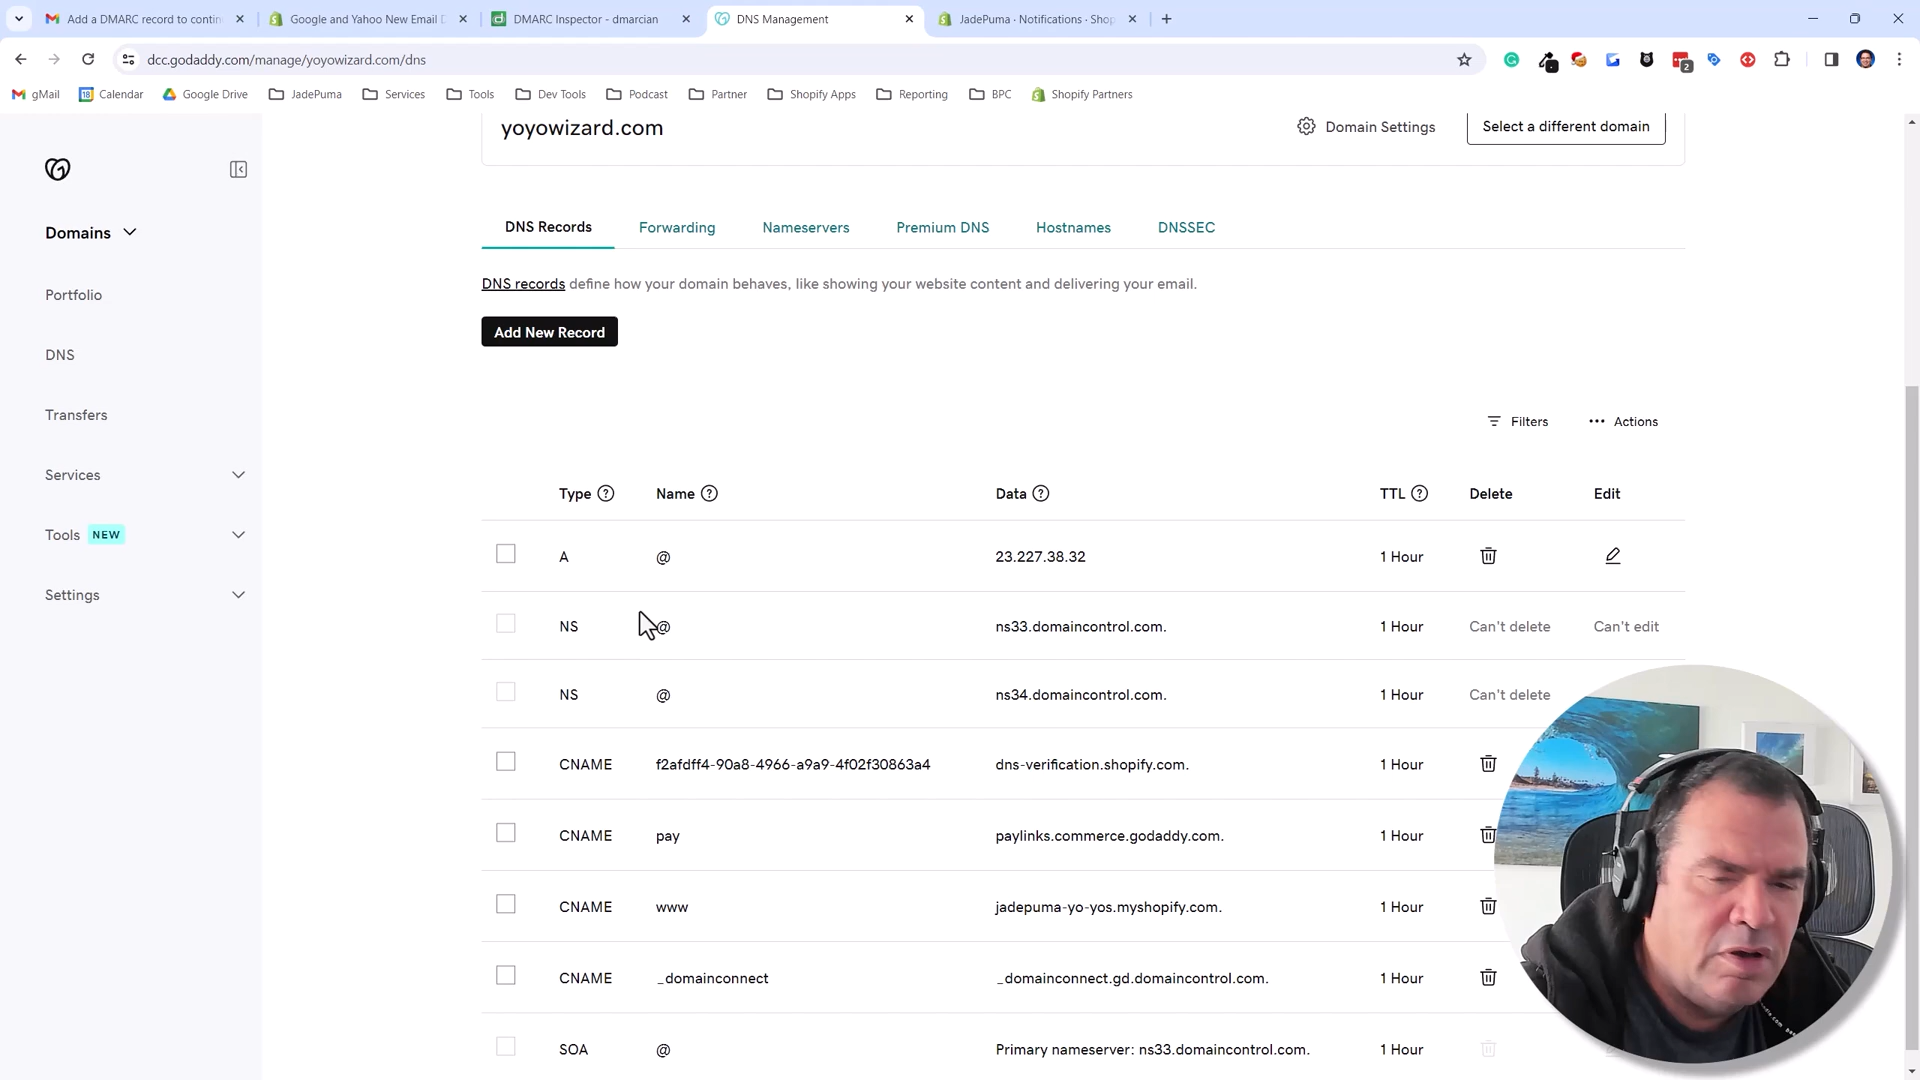 Add a DMARC record to contin
Google and Yahoo New Email D
DMARC Inspector - dmarcian
DNS Management
JadePuma · Notifications · Shop
dcc.godaddy.com/manage/yoyowizard.com/dns
2
gMail
18
Calendar
Google Drive
JadePuma
Services
Tools
Dev Tools
Podcast
Partner
Shopify Apps
Reporting
BPC
Shopify Partners
yoyowizard.com
Domain Settings
Select a different domain
Domains
Portfolio
DNS
Transfers
Services
Tools NEW
Settings
DNS Records
Forwarding
Nameservers
Premium DNS
Hostnames
DNSSEC
DNS records define how your domain behaves, like showing your website content and delivering your email.
Add New Record
Filters
Actions
Type ? Name ? Data ? TTL ? Delete Edit
A @ 23.227.38.32 1 Hour
NS @ ns33.domaincontrol.com. 1 Hour Can't delete Can't edit
NS @ ns34.domaincontrol.com. 1 Hour Can't delete
CNAME f2afdff4-90a8-4966-a9a9-4f02f30863a4 dns-verification.shopify.com. 1 Hour
CNAME pay paylinks.commerce.godaddy.com. 1 Hour
CNAME www jadepuma-yo-yos.myshopify.com. 1 Hour
CNAME _domainconnect _domainconnect.gd.domaincontrol.com. 1 Hour
SOA @ Primary nameserver: ns33.domaincontrol.com. 1 Hour